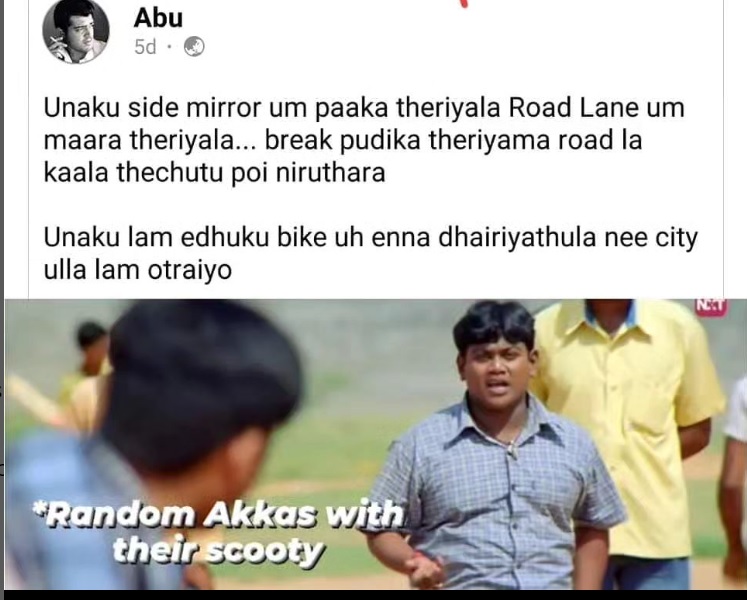 Abu
5d ·
Unaku side mirror um paaka theriyala Road Lane um
maara theriyala... break pudika theriyama road la
kaala thechutu poi niruthara
Unaku lam edhuku bike uh enna dhairiyathula nee city
ulla lam otraiyo
NXT
*Random Akkas with
their scooty